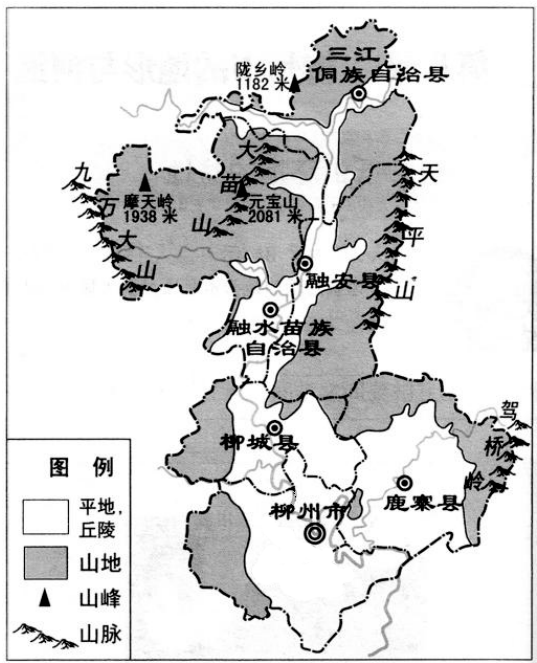 三江
侗族自治县
陇乡岭
1182米
大
苗
山
九
万
大
山
摩天岭
1938米
元宝山
2081米
天
平
山
融安县
融水苗族
自治县
驾
桥
岭
柳城县
鹿寨县
柳州市
图 例
平地,
丘陵
山地
山峰
山脉